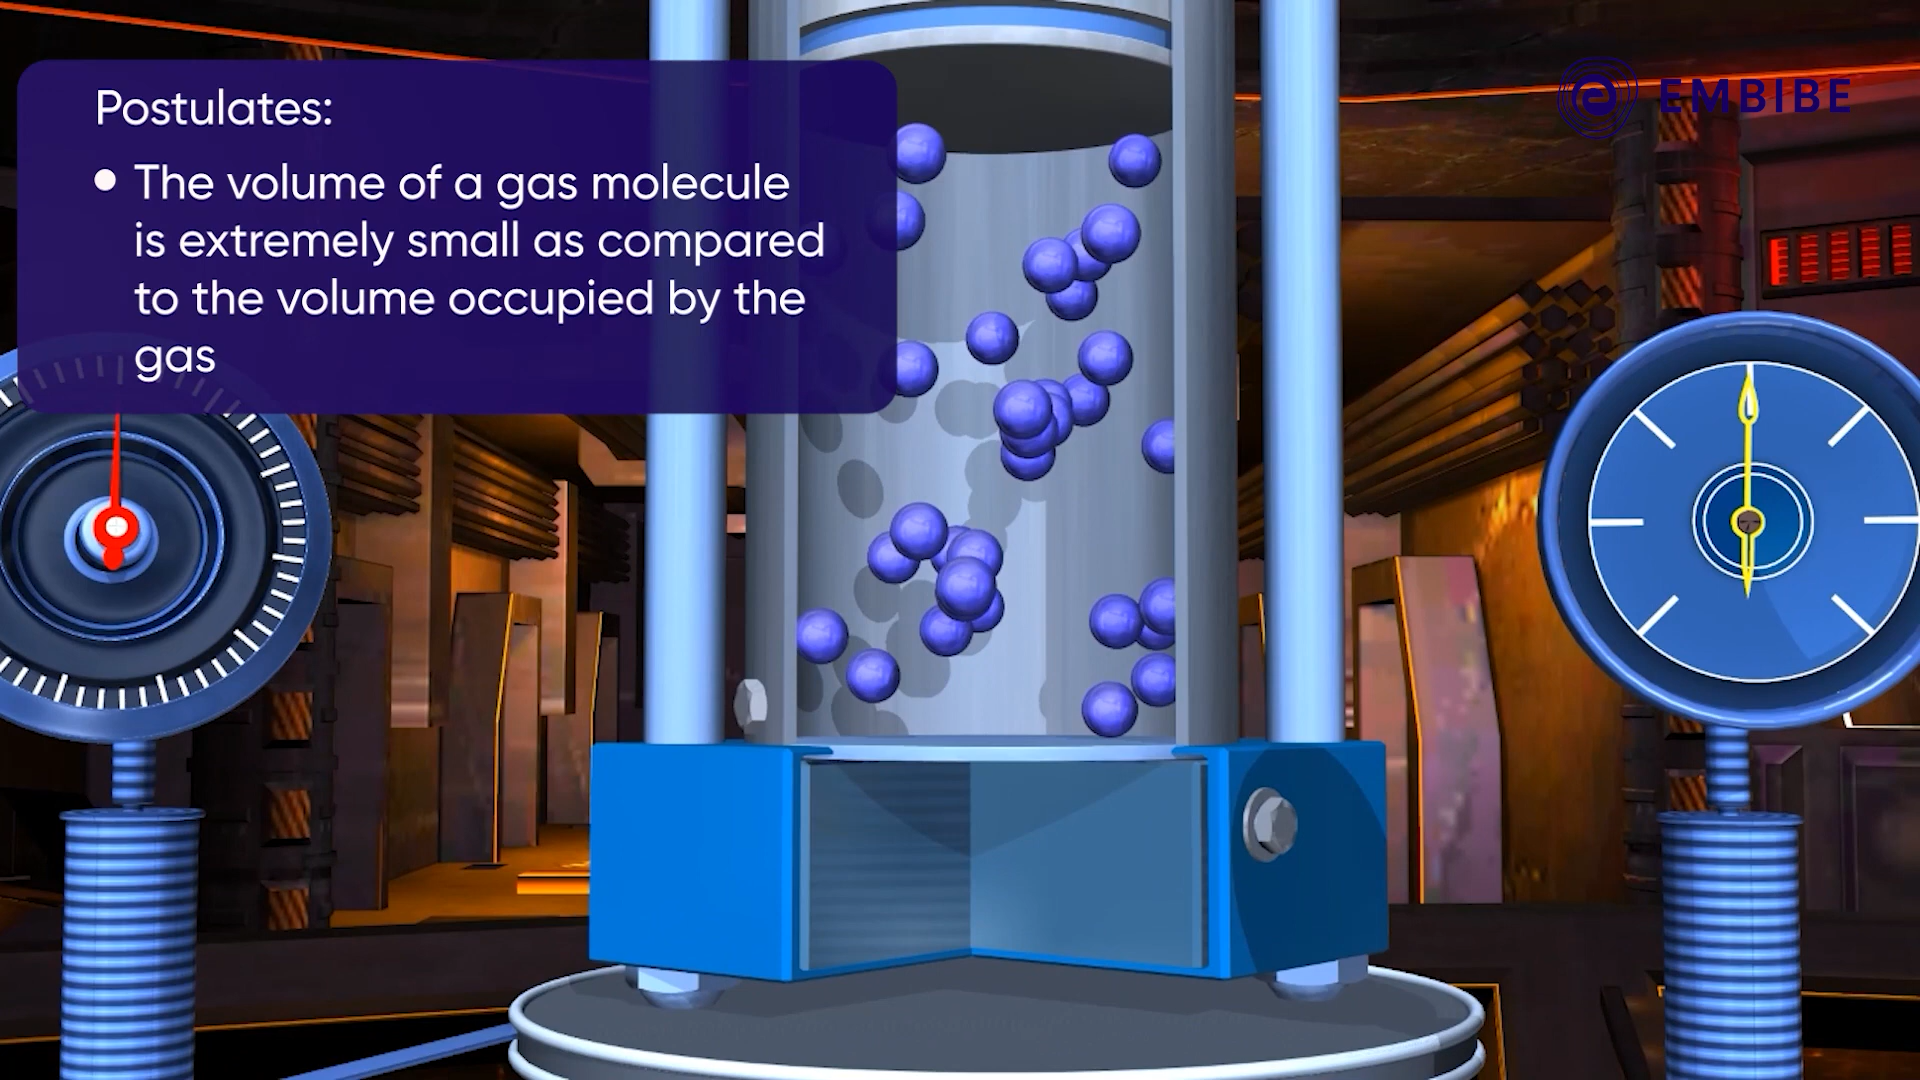 Postulates:
• The volume of a gas molecule
is extremely small as compared
to the volume occupied by the
gas
EMBIBE